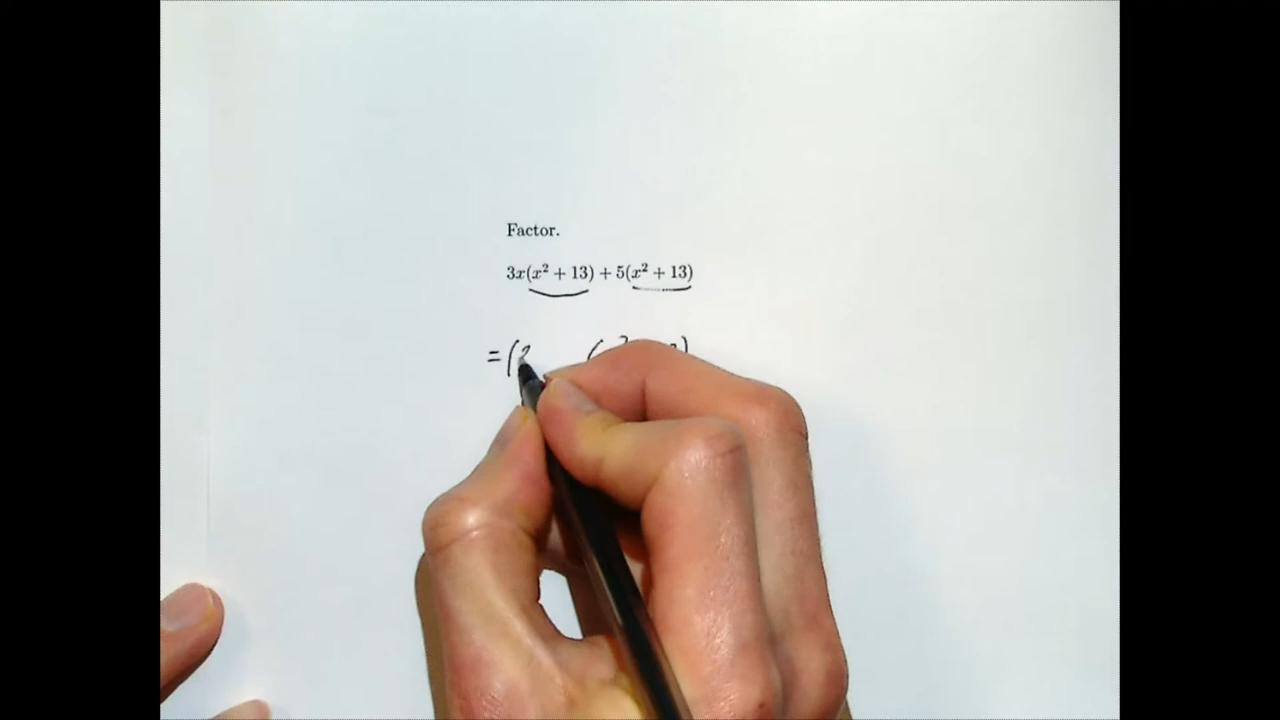 Factor.
3x(x² + 13) + 5(x² + 13)
= (